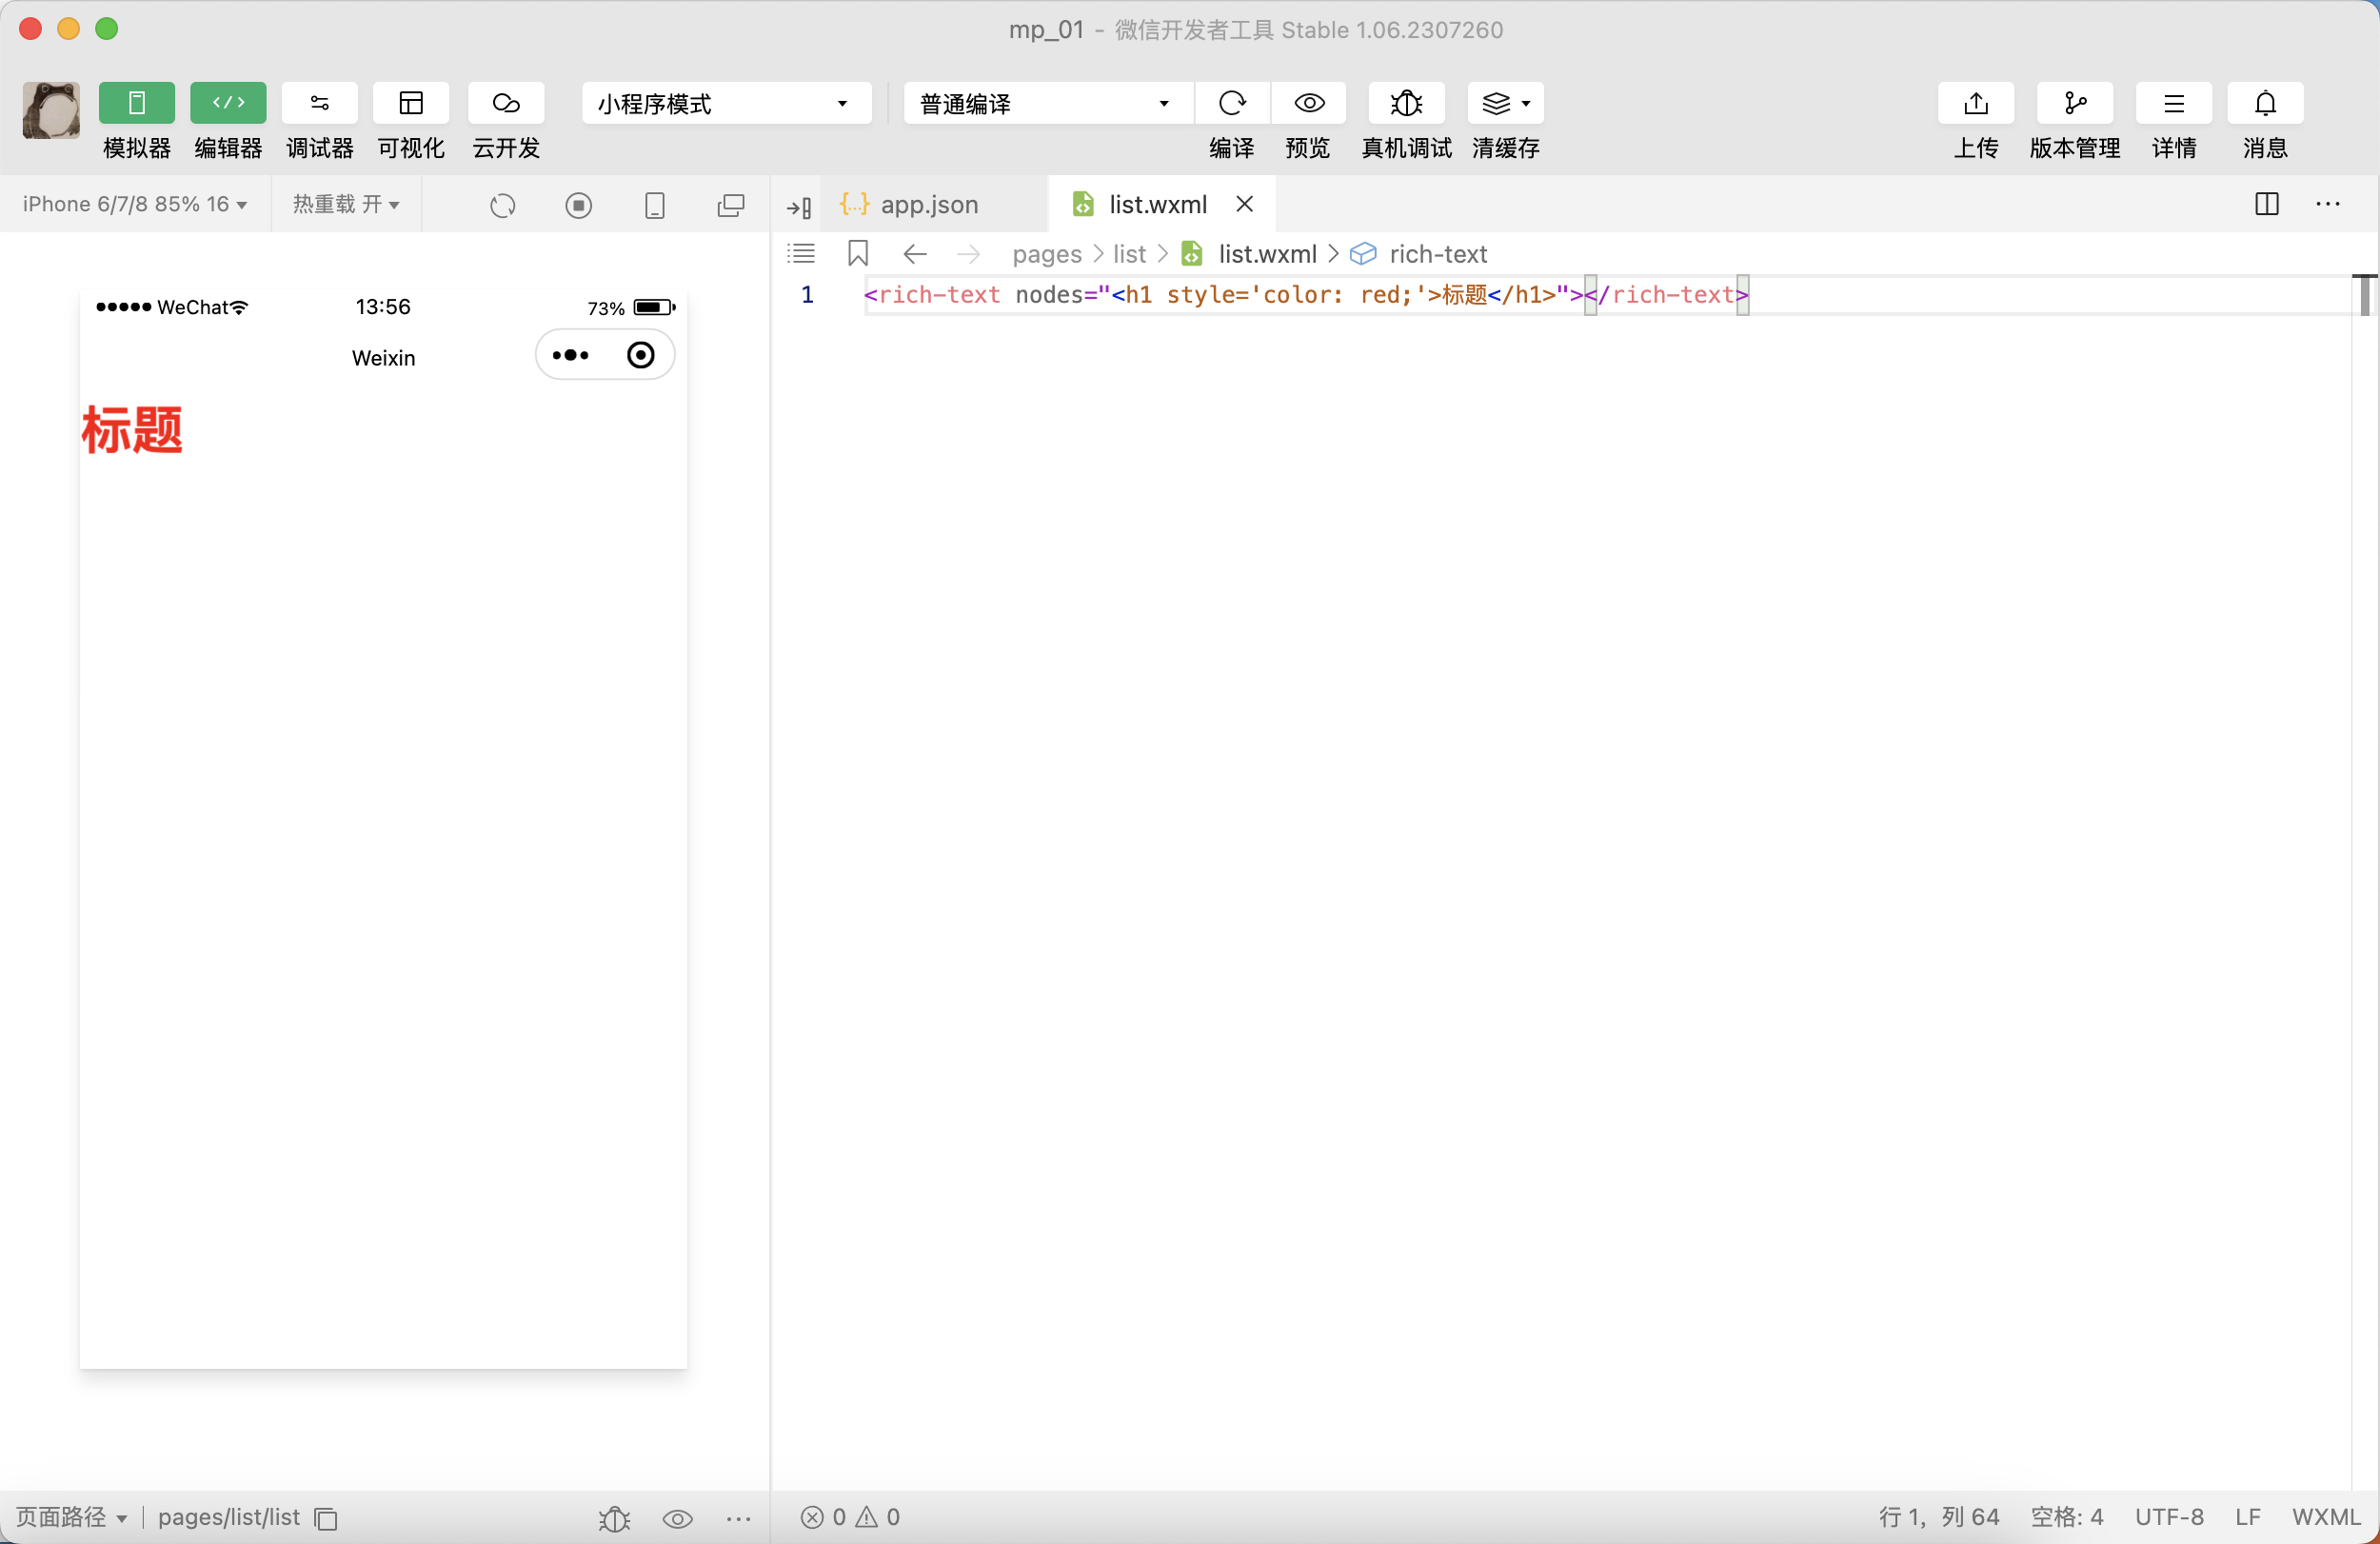 mp_01 - 微信开发者工具 Stable 1.06.2307260
模拟器 编辑器 调试器 可视化 云开发 小程序模式 普通编译 编译 预览 真机调试 清缓存 上传 版本管理 详情 消息
iPhone 6/7/8 85% 16 热重载 开
{...} app.json list.wxml
pages > list > list.wxml > rich-text
1 <rich-text nodes="<h1 style='color: red;'>标题</h1>"></rich-text>
WeChat 13:56 73%
Weixin
标题
页面路径 pages/list/list 0 0 行 1，列 64 空格: 4 UTF-8 LF WXML